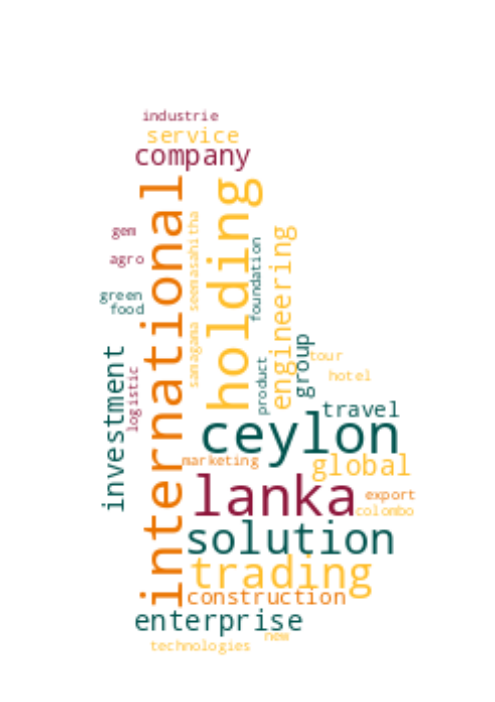 industrie
service
company
international
holding
samagama seemasahitha
gem
agro
foundation
engineering
green
food
investment
logistic
product
group
tour
hotel
travel
ceylon
marketing
global
lanka
export
colombo
solution
trading
construction
enterprise
new
technologies